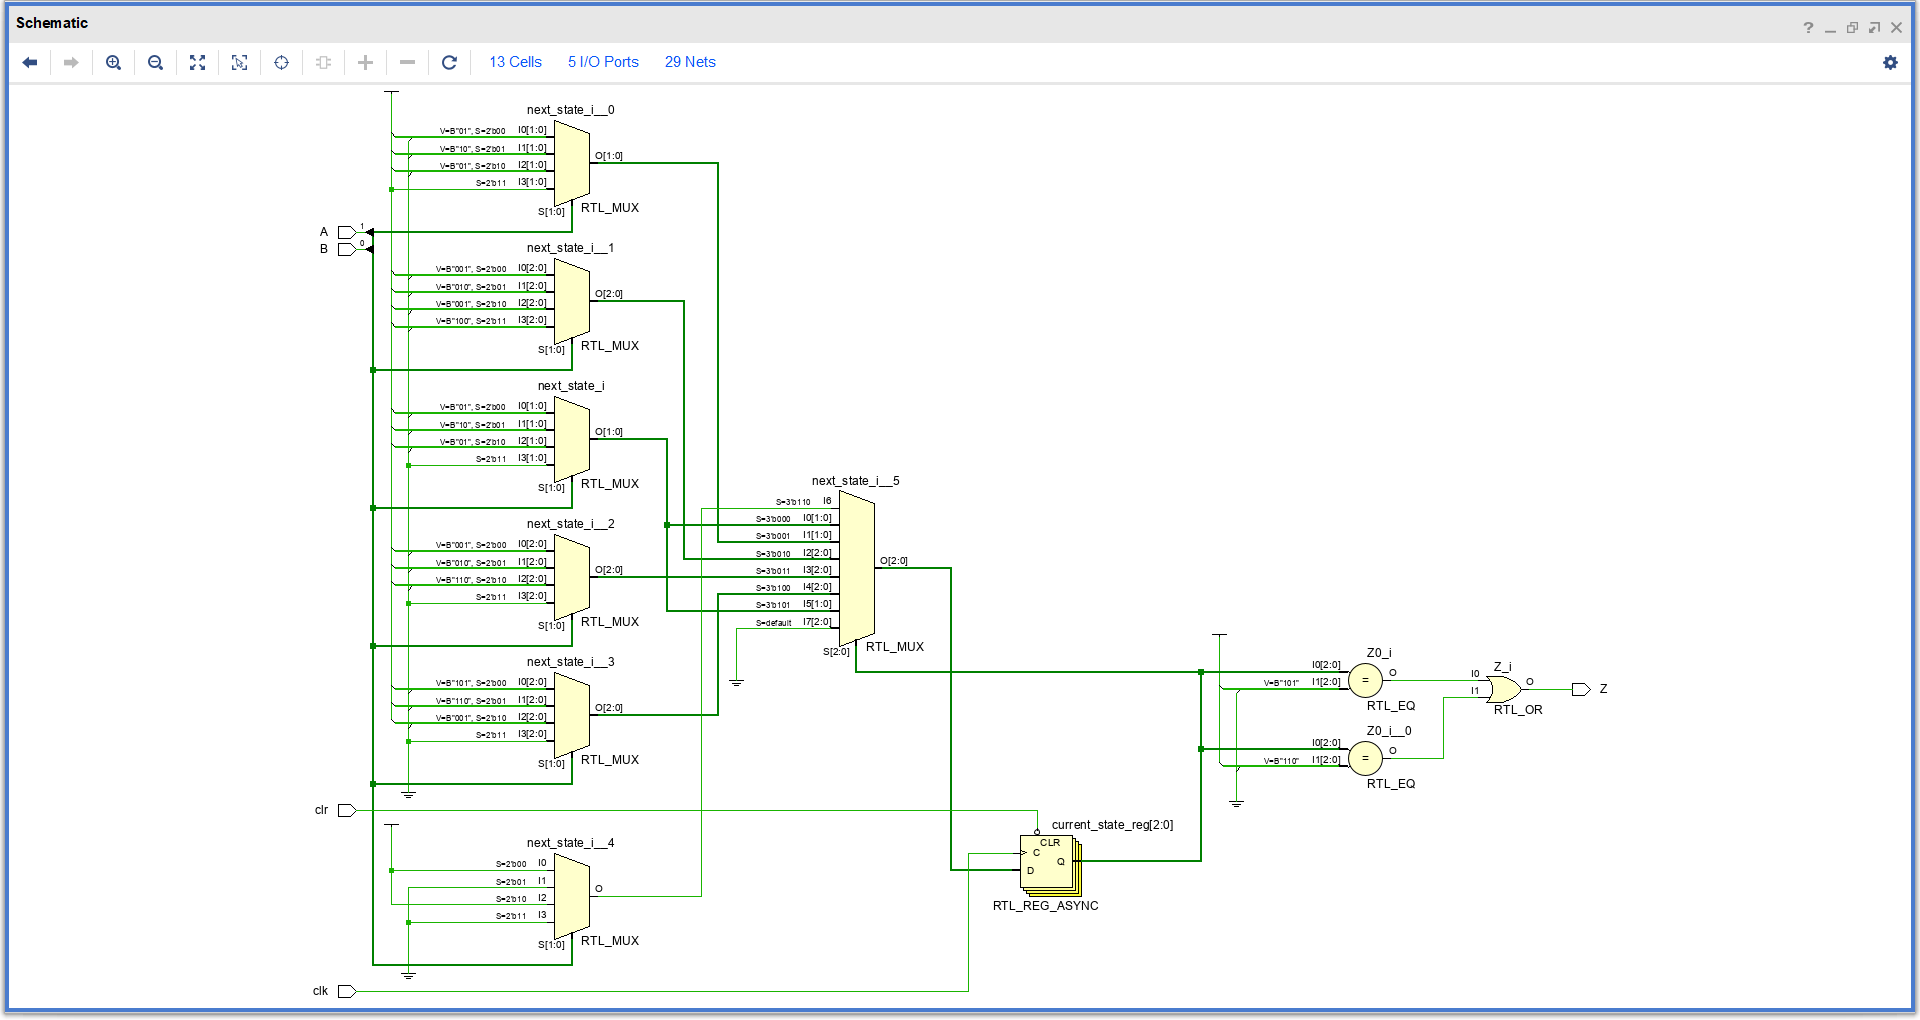 Schematic
13 Cells 5 I/O Ports 29 Nets
next_state_i__0
V=B"01", S=2'b00 I0[1:0]
V=B"10", S=2'b01 I1[1:0]
V=B"01", S=2'b10 I2[1:0]
S=2'b11 I3[1:0]
O[1:0]
S[1:0]
RTL_MUX
A 1
B 0
next_state_i__1
V=B"001", S=2'b00 I0[2:0]
V=B"010", S=2'b01 I1[2:0]
V=B"001", S=2'b10 I2[2:0]
V=B"100", S=2'b11 I3[2:0]
O[2:0]
S[1:0]
RTL_MUX
next_state_i
V=B"01", S=2'b00 I0[1:0]
V=B"10", S=2'b01 I1[1:0]
V=B"01", S=2'b10 I2[1:0]
S=2'b11 I3[1:0]
O[1:0]
S[1:0]
RTL_MUX
next_state_i__2
V=B"001", S=2'b00 I0[2:0]
V=B"010", S=2'b01 I1[2:0]
V=B"110", S=2'b10 I2[2:0]
S=2'b11 I3[2:0]
O[2:0]
S[1:0]
RTL_MUX
next_state_i__3
V=B"101", S=2'b00 I0[2:0]
V=B"110", S=2'b01 I1[2:0]
V=B"001", S=2'b10 I2[2:0]
S=2'b11 I3[2:0]
O[2:0]
S[1:0]
RTL_MUX
clr
next_state_i__4
S=2'b00 I0
S=2'b01 I1
S=2'b10 I2
S=2'b11 I3
O
S[1:0]
RTL_MUX
clk
next_state_i__5
S=3'b110 I6
S=3'b000 I0[1:0]
S=3'b001 I1[1:0]
S=3'b010 I2[2:0]
S=3'b011 I3[2:0]
S=3'b100 I4[2:0]
S=3'b101 I5[1:0]
S=default I7[2:0]
O[2:0]
S[2:0]
RTL_MUX
current_state_reg[2:0]
CLR
C
Q
D
RTL_REG_ASYNC
Z0_i
I0[2:0]
V=B"101" I1[2:0]
=
O
RTL_EQ
Z0_i__0
I0[2:0]
V=B"110" I1[2:0]
=
O
RTL_EQ
Z_i
I0
I1
O
RTL_OR
Z